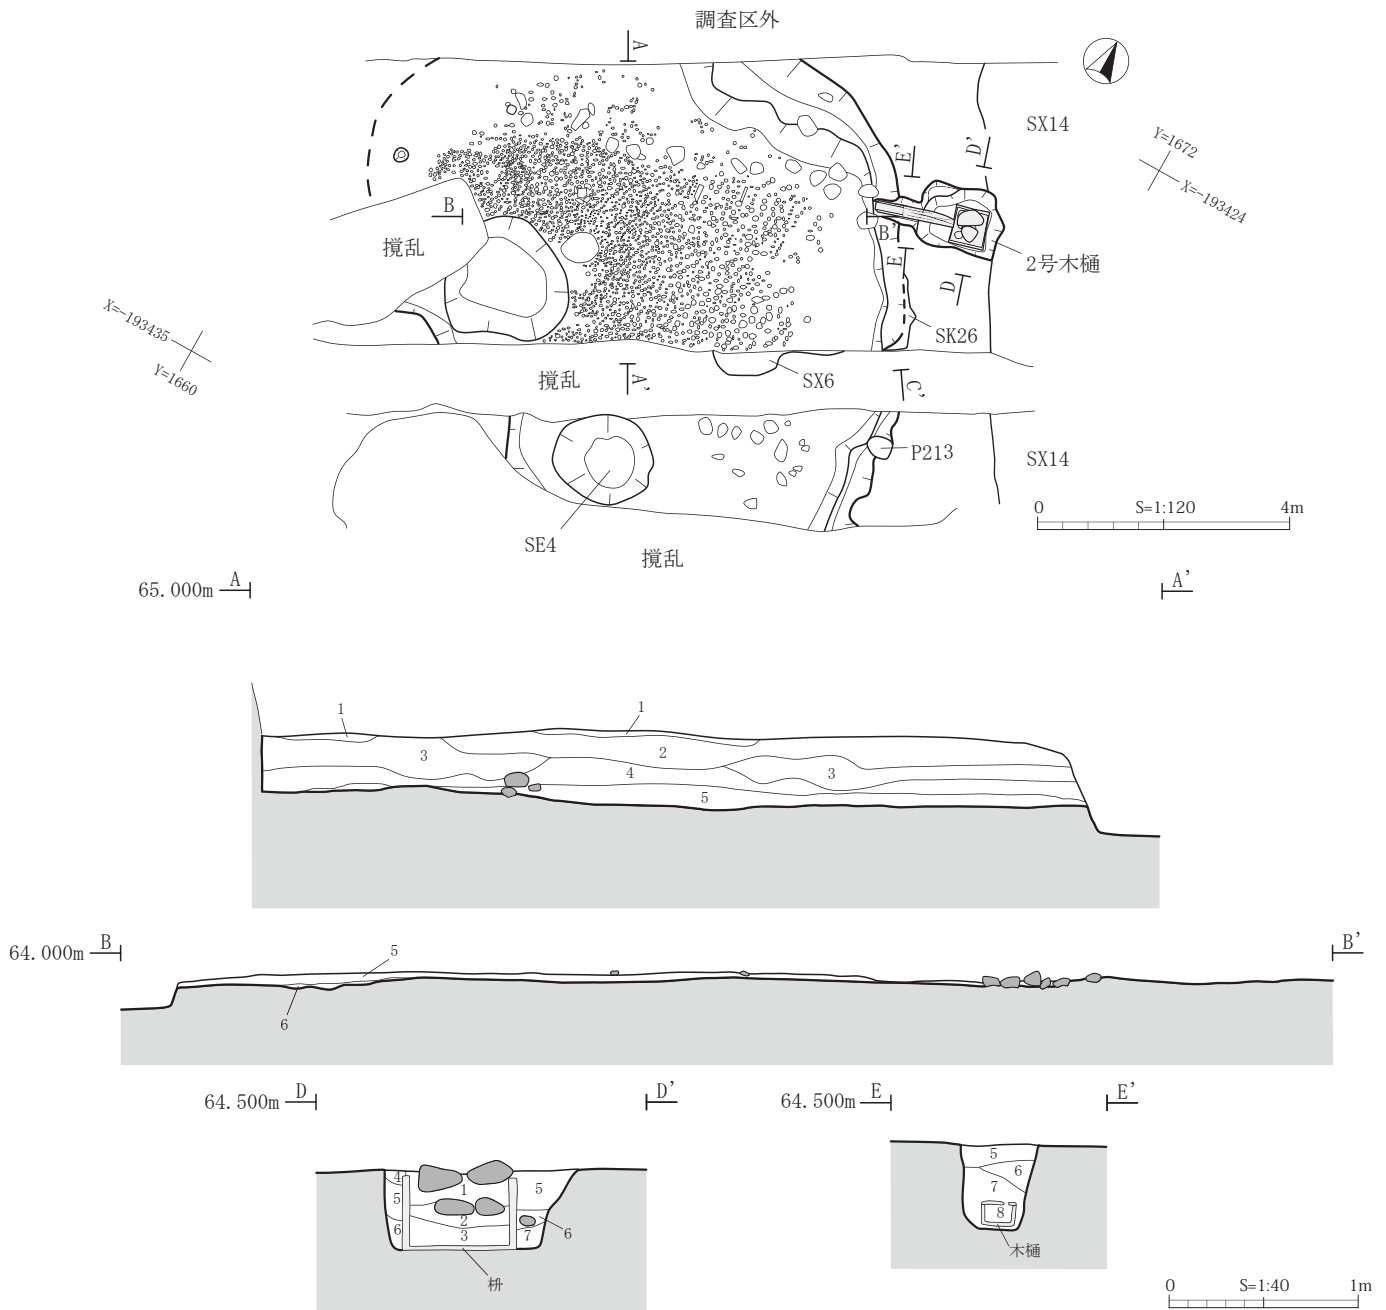 調査区外
A
SX14
Y=1672
X=-193424
E'
D'
B
撹乱
B'
E
D
2号木樋
SK26
X=-193435
Y=1660
撹乱
A'
SX6
C'
P213
SX14
SE4
撹乱
0 S=1:120 4m
65.000m A A'
1 1
3 2
4 3
5
64.000m B B'
5
6
64.500m D D'
4 1 5
5
2
6 3 7 6
枡
64.500m E E'
5
6
7
8
木樋
0 S=1:40 1m